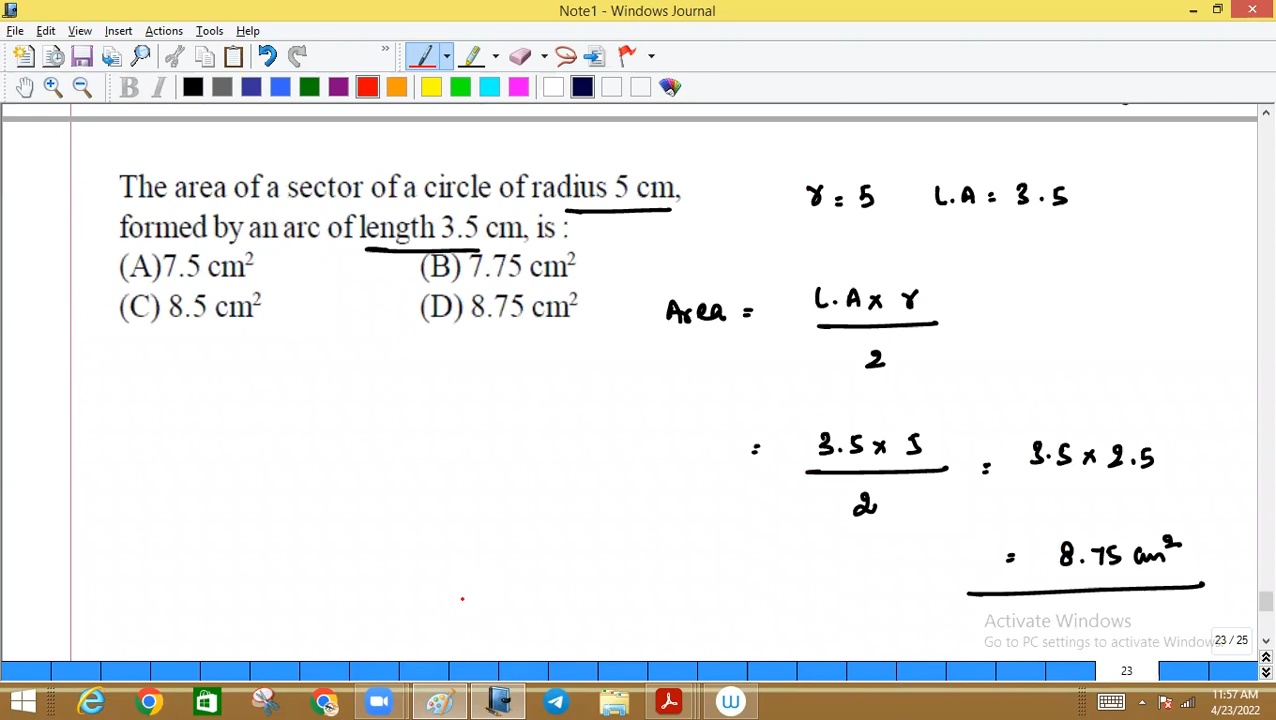 Note1 - Windows Journal
File Edit View Insert Actions Tools Help
The area of a sector of a circle of radius 5 cm,
formed by an arc of length 3.5 cm, is :
(A)7.5 cm² (B) 7.75 cm²
(C) 8.5 cm² (D) 8.75 cm²
r = 5 L.A = 3.5
Area = L.A x r
2
= 3.5 x 5
2
= 3.5 x 2.5
= 8.75 cm²
Activate Windows
Go to PC settings to activate Windows.
23 / 25
23
11:57 AM
4/23/2022